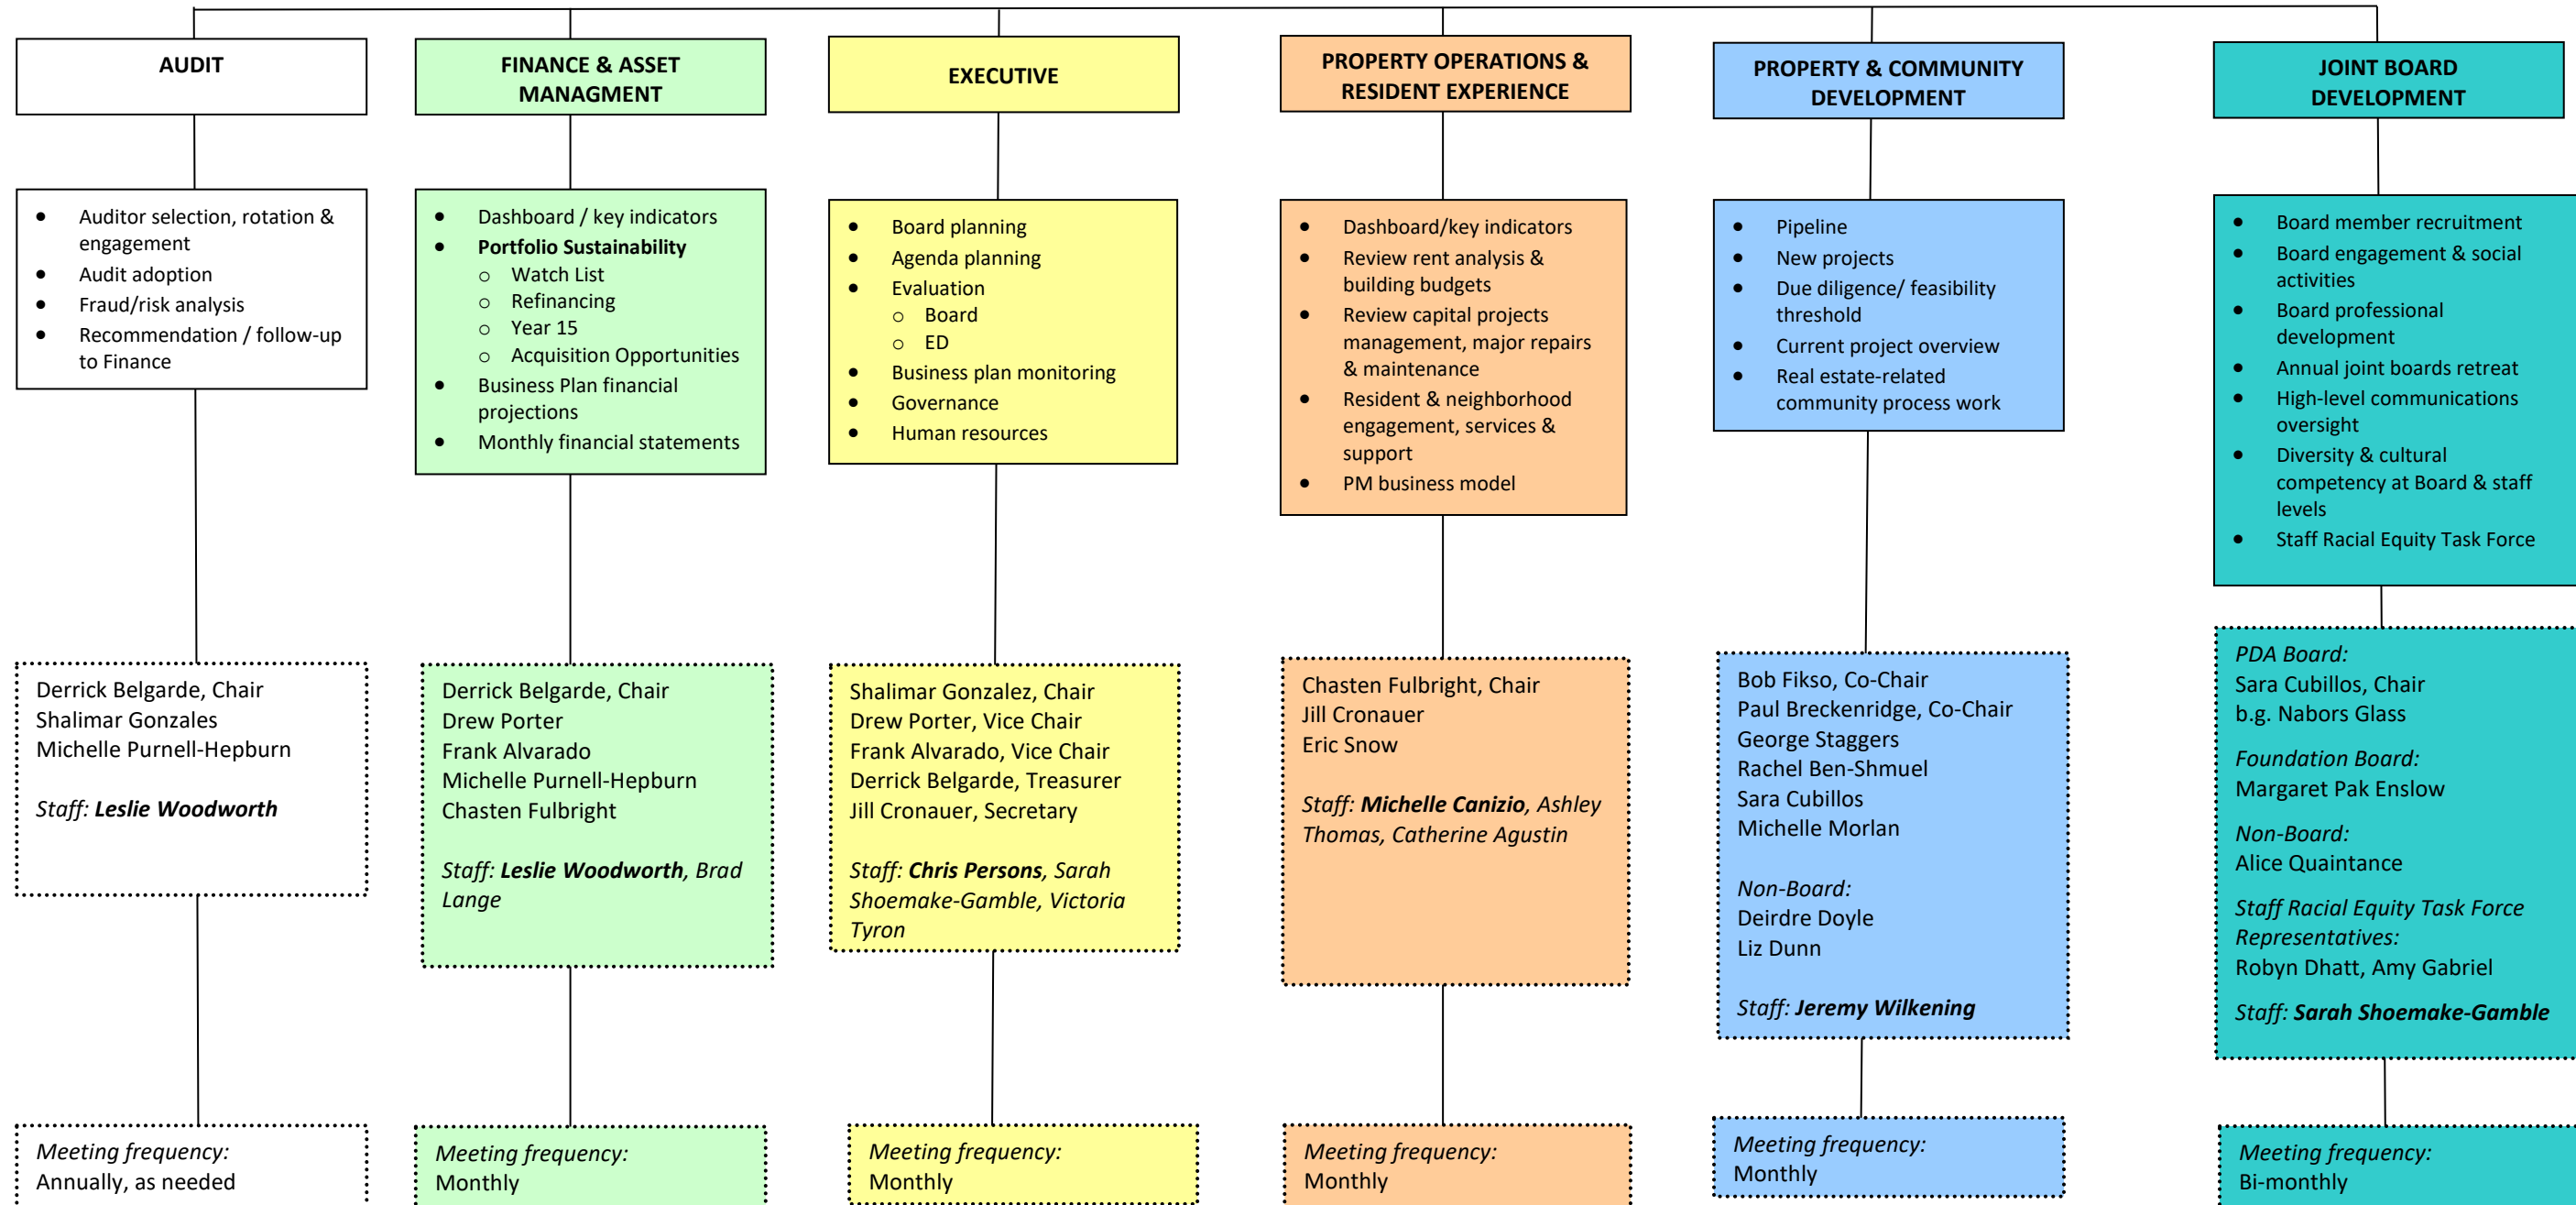 AUDIT
• Auditor selection, rotation &
engagement
• Audit adoption
• Fraud/risk analysis
• Recommendation / follow-up
to Finance
Derrick Belgarde, Chair
Shalimar Gonzales
Michelle Purnell-Hepburn
Staff: Leslie Woodworth
Meeting frequency:
Annually, as needed
FINANCE & ASSET
MANAGMENT
• Dashboard / key indicators
• Portfolio Sustainability
o Watch List
o Refinancing
o Year 15
o Acquisition Opportunities
• Business Plan financial
projections
• Monthly financial statements
Derrick Belgarde, Chair
Drew Porter
Frank Alvarado
Michelle Purnell-Hepburn
Chasten Fulbright
Staff: Leslie Woodworth, Brad
Lange
Meeting frequency:
Monthly
EXECUTIVE
• Board planning
• Agenda planning
• Evaluation
o Board
o ED
• Business plan monitoring
• Governance
• Human resources
Shalimar Gonzalez, Chair
Drew Porter, Vice Chair
Frank Alvarado, Vice Chair
Derrick Belgarde, Treasurer
Jill Cronauer, Secretary
Staff: Chris Persons, Sarah
Shoemake-Gamble, Victoria
Tyron
Meeting frequency:
Monthly
PROPERTY OPERATIONS &
RESIDENT EXPERIENCE
• Dashboard/key indicators
• Review rent analysis &
building budgets
• Review capital projects
management, major repairs
& maintenance
• Resident & neighborhood
engagement, services &
support
• PM business model
Chasten Fulbright, Chair
Jill Cronauer
Eric Snow
Staff: Michelle Canizio, Ashley
Thomas, Catherine Agustin
Meeting frequency:
Monthly
PROPERTY & COMMUNITY
DEVELOPMENT
• Pipeline
• New projects
• Due diligence/ feasibility
threshold
• Current project overview
• Real estate-related
community process work
Bob Fikso, Co-Chair
Paul Breckenridge, Co-Chair
George Staggers
Rachel Ben-Shmuel
Sara Cubillos
Michelle Morlan
Non-Board:
Deirdre Doyle
Liz Dunn
Staff: Jeremy Wilkening
Meeting frequency:
Monthly
JOINT BOARD
DEVELOPMENT
• Board member recruitment
• Board engagement & social
activities
• Board professional
development
• Annual joint boards retreat
• High-level communications
oversight
• Diversity & cultural
competency at Board & staff
levels
• Staff Racial Equity Task Force
PDA Board:
Sara Cubillos, Chair
b.g. Nabors Glass
Foundation Board:
Margaret Pak Enslow
Non-Board:
Alice Quaintance
Staff Racial Equity Task Force
Representatives:
Robyn Dhatt, Amy Gabriel
Staff: Sarah Shoemake-Gamble
Meeting frequency:
Bi-monthly